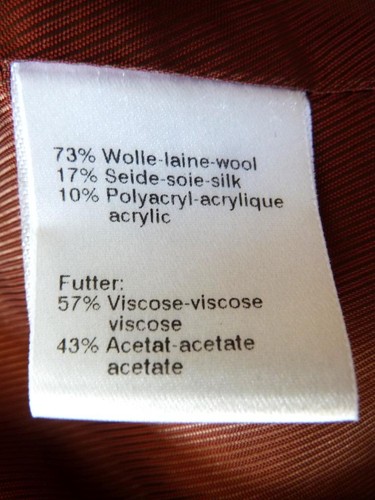 73% Wolle-laine-wool
17% Seide-soie-silk
10% Polyacryl-acrylique
acrylic
Futter:
57% Viscose-viscose
viscose
43% Acetat-acetate
acetate